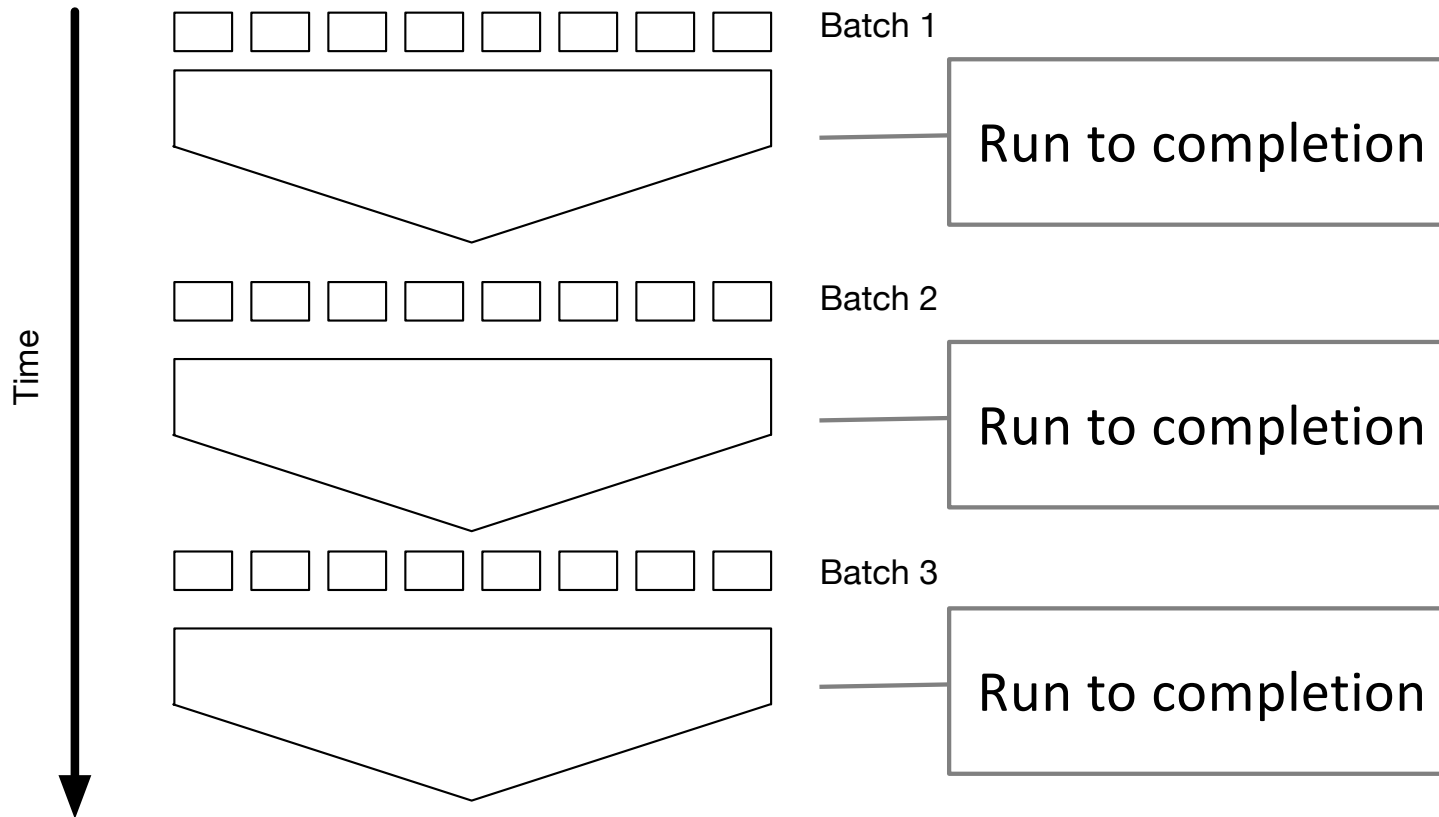 Batch 1
Run to completion
Batch 2
Time
Run to completion
Batch 3
Run to completion